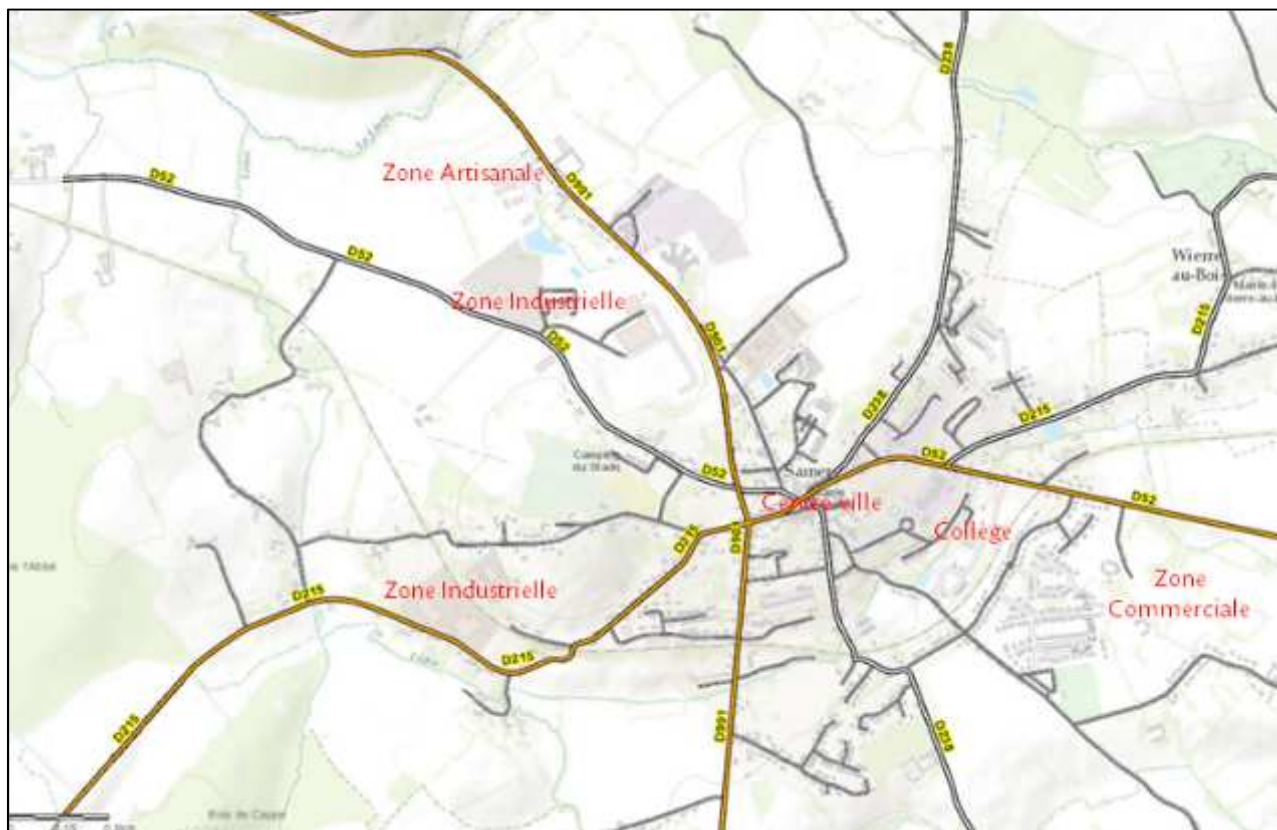 D238
D52
Zone Artisanale
D901
D52
Wierre
au-Bois
Zone Industrielle
D215
D52
D901
D238
D215
Samer
D52
D52
D52
Centre ville
D215
D901
Collège
Zone Industrielle
Zone
Commerciale
D215
D215
D215
D901
D238